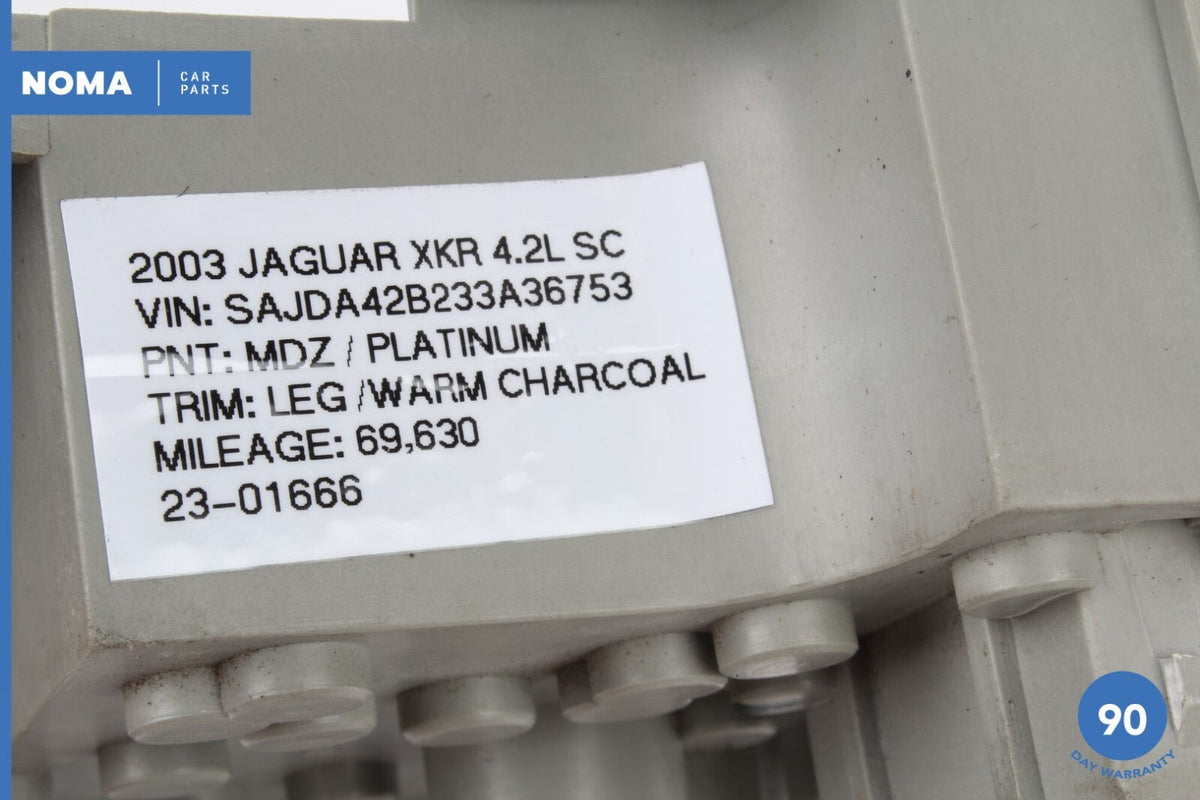 NOMA
CAR
PARTS
2003 JAGUAR XKR 4.2L SC
VIN: SAJDA42B233A36753
PNT: MDZ / PLATINUM
TRIM: LEG /WARM CHARCOAL
MILEAGE: 69,630
23-01666
90
DAY WARRANTY